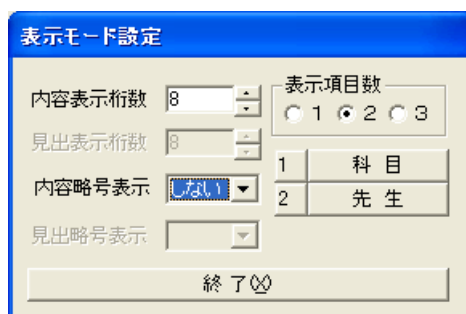 表示モード設定
内容表示桁数 8
見出表示桁数 8
内容略号表示 しない
見出略号表示
表示項目数
1 2 3
1 科 目
2 先 生
終 了(X)